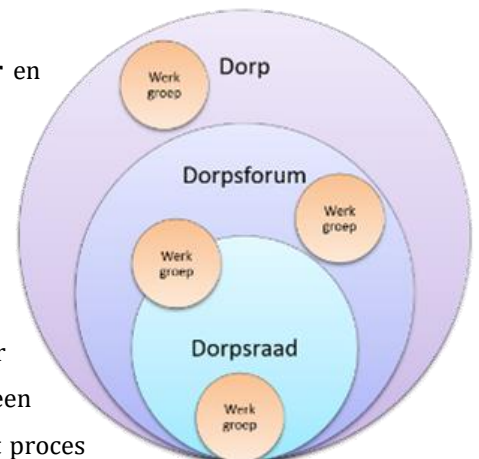 en
Werk
groep
Dorp
Dorpsforum
Werk
groep
Werk
groep
Dorpsraad
Werk
groep
een
proces